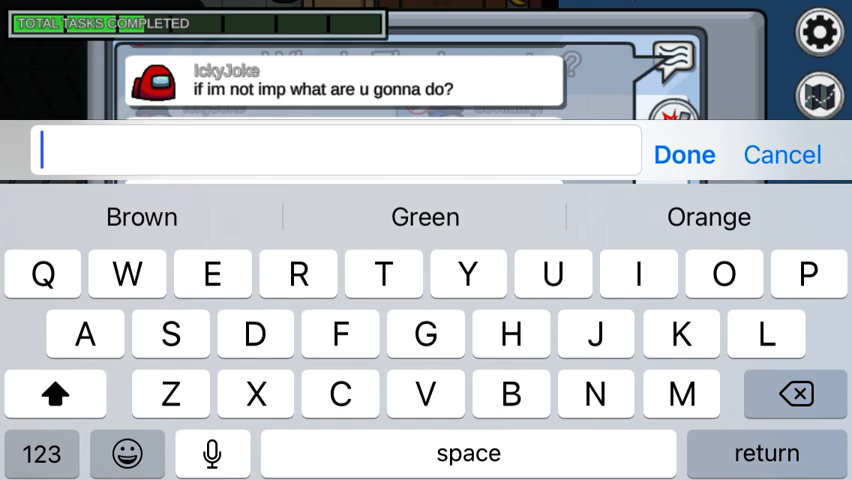 TOTAL TASKS COMPLETED
IckyJoke
if im not imp what are u gonna do?
Done
Cancel
Brown
Green
Orange
Q W E R T Y U I O P
A S D F G H J K L
Z X C V B N M
123
space
return